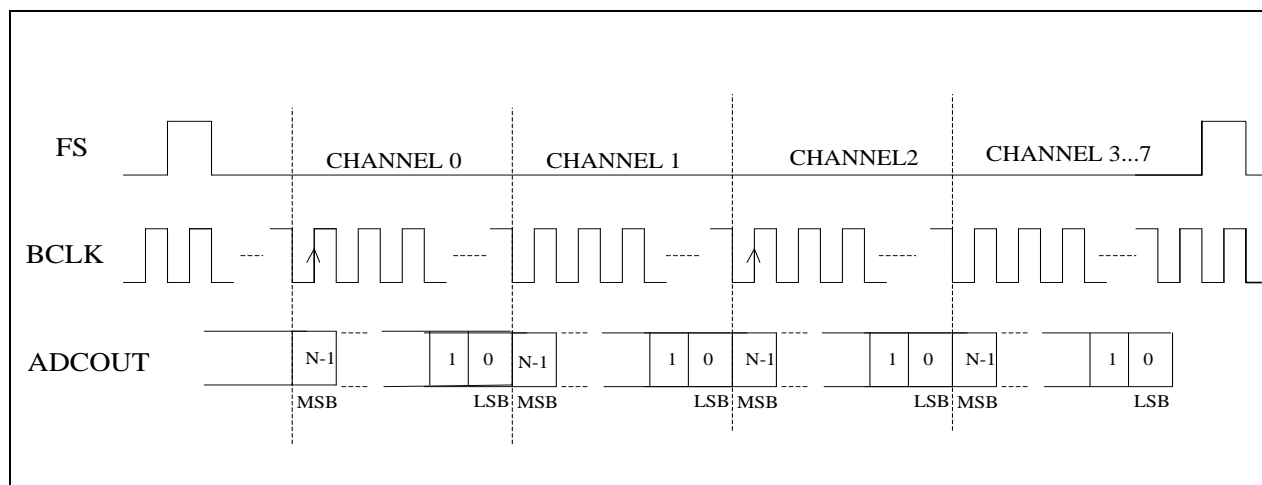 FS
CHANNEL 0
CHANNEL 1
CHANNEL2
CHANNEL 3...7
BCLK
ADCOUT
N-1
1
0
N-1
1
0
N-1
1
0
N-1
1
0
MSB
LSB
MSB
LSB
MSB
LSB
MSB
LSB